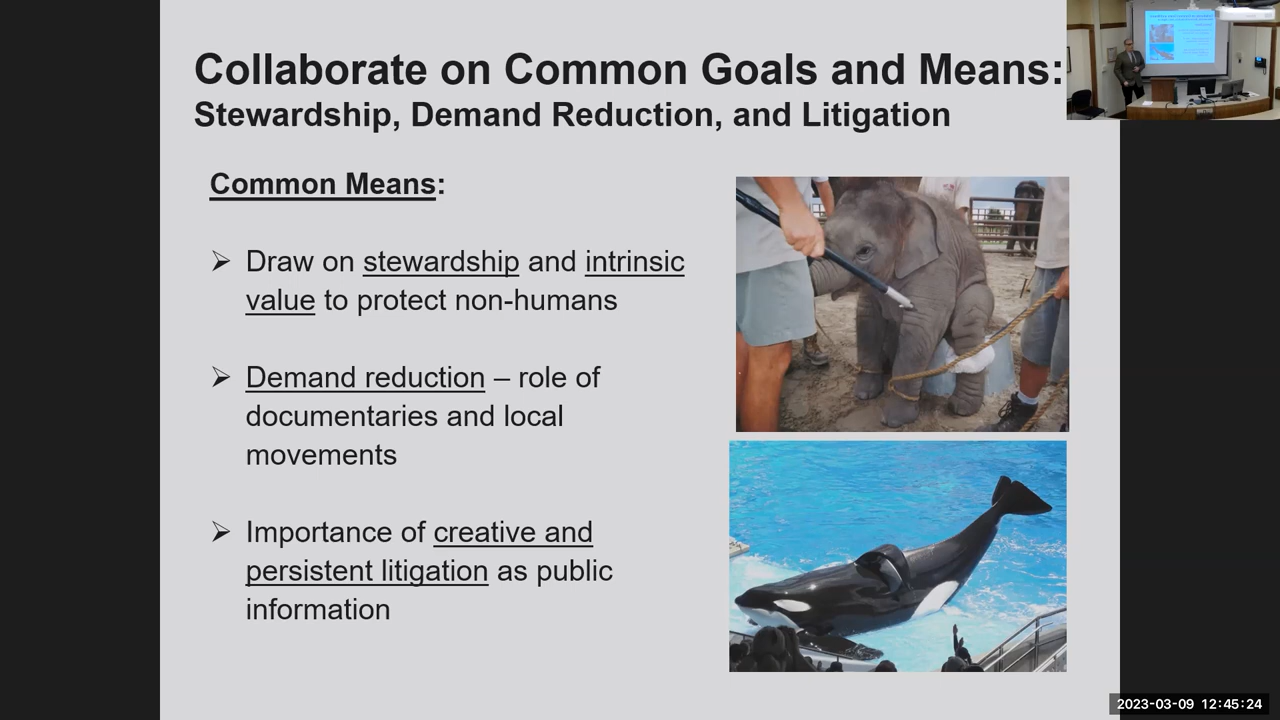 Collaborate on Common Goals and Means:
Stewardship, Demand Reduction, and Litigation
Common Means:
➢ Draw on stewardship and intrinsic
value to protect non-humans
➢ Demand reduction – role of
documentaries and local
movements
➢ Importance of creative and
persistent litigation as public
information
2023-03-09 12:45:24